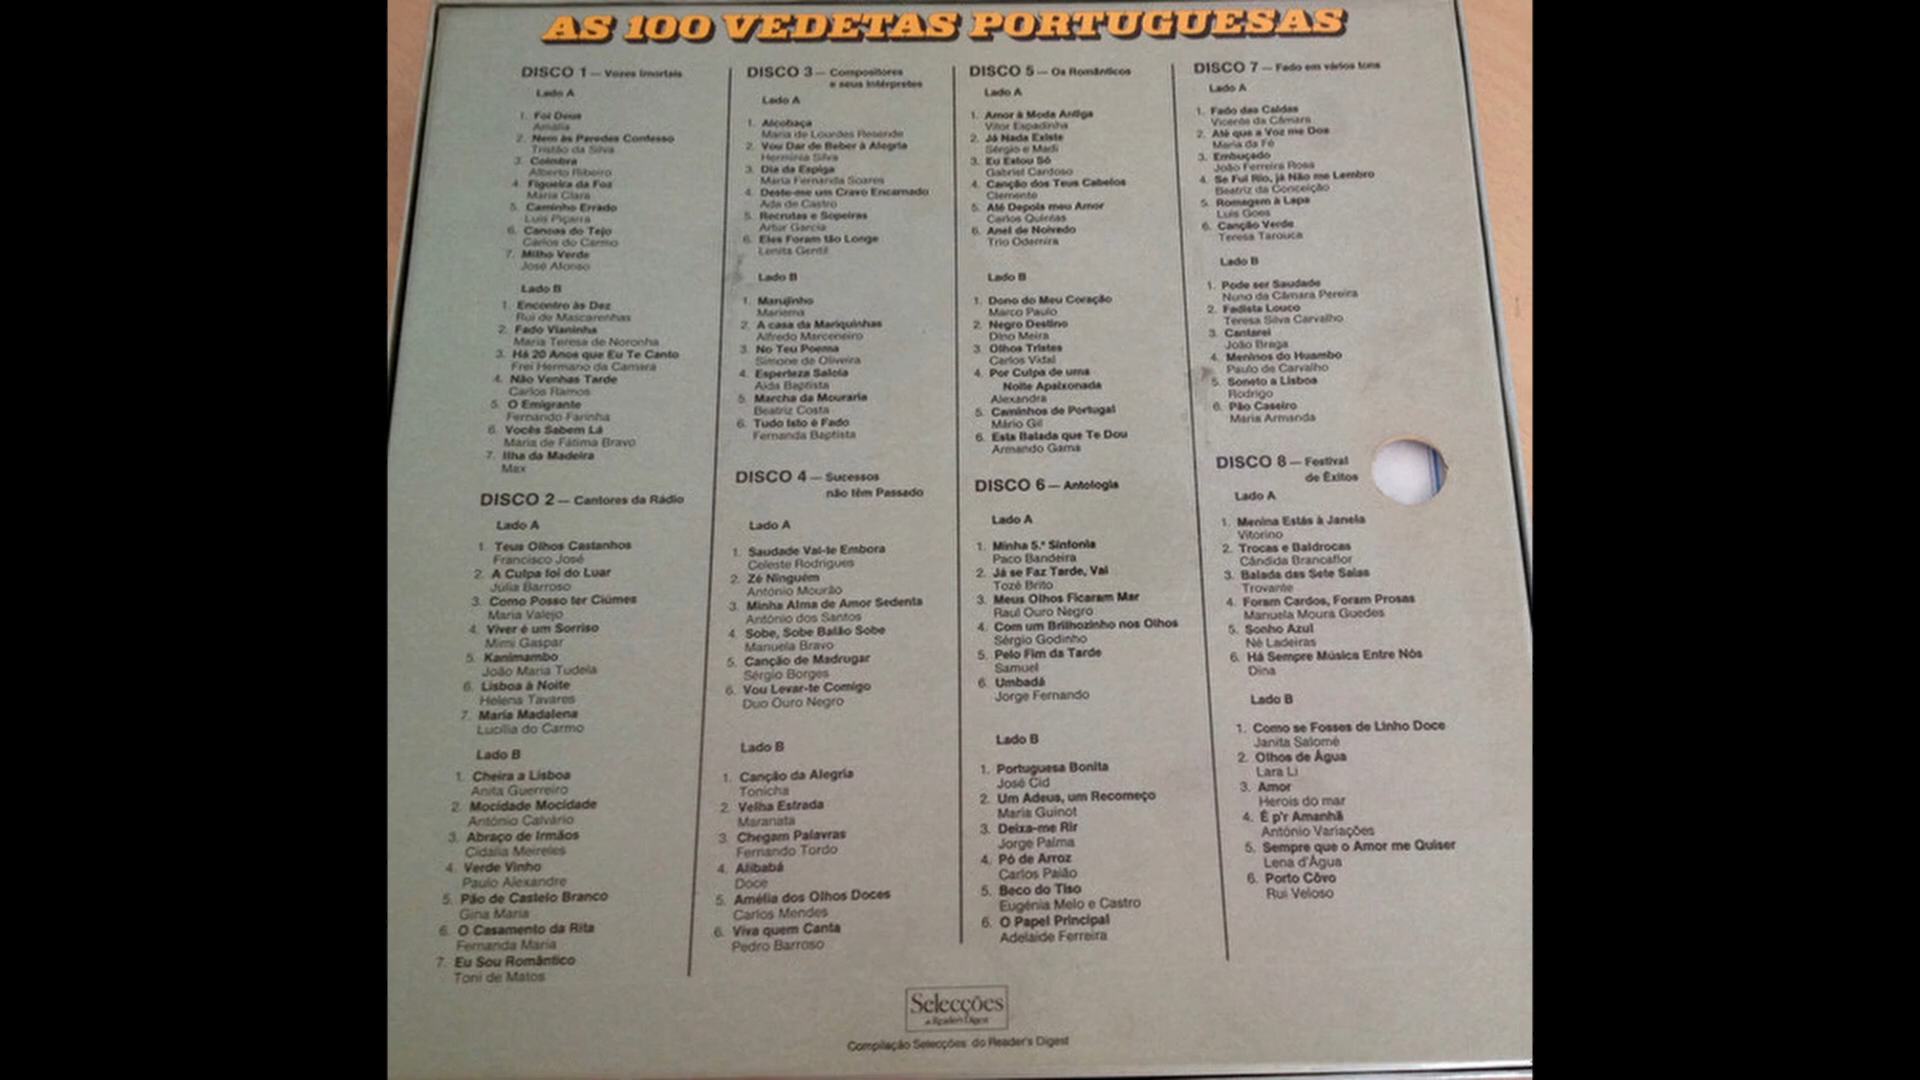 AS 100 VEDETAS PORTUGUESAS
DISCO 1 — Vozes Imortais
Lado A
1. Foi Deus
Amália
2. Nem às Paredes Confesso
Tristão da Silva
3. Coimbra
Alberto Ribeiro
4. Figueira da Foz
Maria Clara
5. Caminho Errado
Luis Piçarra
6. Canoas do Tejo
Carlos do Carmo
7. Milho Verde
José Afonso
Lado B
1. Encontro às Dez
Rui de Mascarenhas
2. Fado Vianinha
Maria Teresa de Noronha
3. Há 20 Anos que Eu Te Canto
Frei Hermano da Camara
4. Não Venhas Tarde
Carlos Ramos
5. O Emigrante
Fernando Farinha
6. Vocês Sabem Lá
Maria de Fátima Bravo
7. Ilha da Madeira
Max
DISCO 2 — Cantores da Rádio
Lado A
1. Teus Olhos Castanhos
Francisco José
2. A Culpa foi do Luar
Júlia Barroso
3. Como Posso ter Ciúmes
Maria Valejo
4. Viver é um Sorriso
Mimi Gaspar
5. Kanimambo
João Maria Tudela
6. Lisboa à Noite
Helena Tavares
7. Maria Madalena
Lucília do Carmo
Lado B
1. Cheira a Lisboa
Anita Guerreiro
2. Mocidade Mocidade
António Calvário
3. Abraço de Irmãos
Cidália Meireles
4. Verde Vinho
Paulo Alexandre
5. Pão de Castelo Branco
Gina Maria
6. O Casamento da Rita
Fernanda Maria
7. Eu Sou Romântico
Toni de Matos
DISCO 3 — Compositores
e seus Intérpretes
Lado A
1. Alcobaça
Maria de Lourdes Resende
2. Vou Dar de Beber à Alegria
Hermínia Silva
3. Dia da Espiga
Maria Fernanda Soares
4. Deste-me um Cravo Encarnado
Ada de Castro
5. Recrutas e Sopeiras
Artur Garcia
6. Eles Foram tão Longe
Lenita Gentil
Lado B
1. Marujinho
Mariema
2. A casa da Mariquinhas
Alfredo Marceneiro
3. No Teu Poema
Simone de Oliveira
4. Esperteza Saloia
Aida Baptista
5. Marcha da Mouraria
Beatriz Costa
6. Tudo Isto é Fado
Fernanda Baptista
DISCO 4 — Sucessos
não têm Passado
Lado A
1. Saudade Vai-te Embora
Celeste Rodrigues
2. Zé Ninguém
António Mourão
3. Minha Alma de Amor Sedenta
António dos Santos
4. Sobe, Sobe Balão Sobe
Manuela Bravo
5. Canção de Madrugar
Sérgio Borges
6. Vou Levar-te Comigo
Duo Ouro Negro
Lado B
1. Canção da Alegria
Tonicha
2. Velha Estrada
Maranata
3. Chegam Palavras
Fernando Tordo
4. Alibabá
Doce
5. Amélia dos Olhos Doces
Carlos Mendes
6. Viva quem Canta
Pedro Barroso
DISCO 5 — Os Românticos
Lado A
1. Amor à Moda Antiga
Vitor Espadinha
2. Já Nada Existe
Sérgio e Madi
3. Eu Estou Só
Gabriel Cardoso
4. Canção dos Teus Cabelos
Clemente
5. Até Depois meu Amor
Carlos Quintas
6. Anel de Noivado
Trio Odemira
Lado B
1. Dono do Meu Coração
Marco Paulo
2. Negro Destino
Dino Meira
3. Olhos Tristes
Carlos Vidal
4. Por Culpa de uma
Noite Apaixonada
Alexandra
5. Caminhos de Portugal
Mário Gil
6. Esta Balada que Te Dou
Armando Gama
DISCO 6 — Antologia
Lado A
1. Minha 5.ª Sinfonia
Paco Bandeira
2. Já se Faz Tarde, Vai
Tozé Brito
3. Meus Olhos Ficaram Mar
Raul Ouro Negro
4. Com um Brilhozinho nos Olhos
Sérgio Godinho
5. Pelo Fim da Tarde
Samuel
6. Umbadá
Jorge Fernando
Lado B
1. Portuguesa Bonita
José Cid
2. Um Adeus, um Recomeço
Maria Guinot
3. Deixa-me Rir
Jorge Palma
4. Pó de Arroz
Carlos Paião
5. Beco do Tiso
Eugénia Melo e Castro
6. O Papel Principal
Adelaide Ferreira
DISCO 7 — Fado em vários tons
Lado A
1. Fado das Caldas
Vicente da Câmara
2. Até que a Voz me Doa
Maria da Fé
3. Embuçado
João Ferreira Rosa
4. Se Fui Rio, já Não me Lembro
Beatriz da Conceição
5. Romagem à Lapa
Luis Goes
6. Canção Verde
Teresa Tarouca
Lado B
1. Pode ser Saudade
Nuno da Câmara Pereira
2. Fadista Louco
Teresa Silva Carvalho
3. Cantarei
João Braga
4. Meninos do Huambo
Paulo de Carvalho
5. Soneto a Lisboa
Rodrigo
6. Pão Caseiro
Maria Armanda
DISCO 8 — Festival
de Êxitos
Lado A
1. Menina Estás à Janela
Vitorino
2. Trocas e Baldrocas
Cândida Brancaflor
3. Balada das Sete Saias
Trovante
4. Foram Cardos, Foram Prosas
Manuela Moura Guedes
5. Sonho Azul
Né Ladeiras
6. Há Sempre Música Entre Nós
Dina
Lado B
1. Como se Fosses de Linho Doce
Janita Salomé
2. Olhos de Água
Lara Li
3. Amor
Herois do mar
4. É p'r Amanhã
António Variações
5. Sempre que o Amor me Quiser
Lena d'Água
6. Porto Côvo
Rui Veloso
Selecções
do Reader's Digest
Compilação Selecções do Reader's Digest